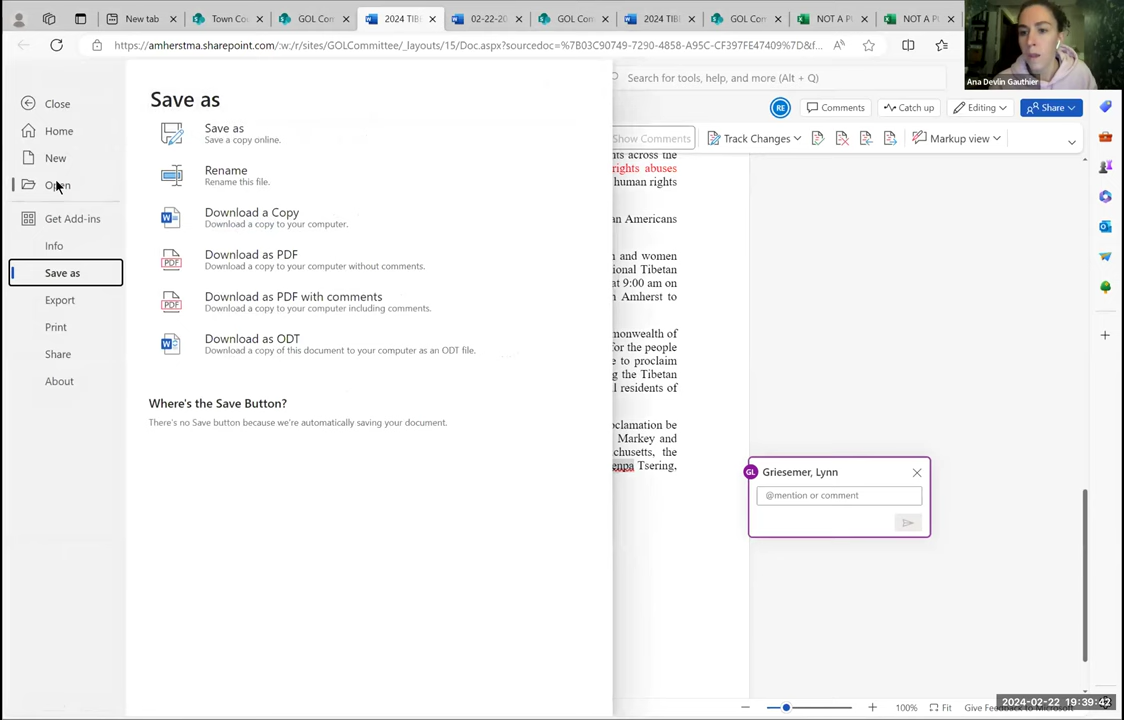 New tab
Town Co
GOL Com
2024 TIB
02-22-20
GOL Com
2024 TIB
GOL Com
NOT A P
NOT A P
https://amherstma.sharepoint.com/:w:/r/sites/GOLCommittee/_layouts/15/Doc.aspx?sourcedoc=%7B03C90749-7290-4858-A95C-CF397FE47409%7D&f...
Ana Devlin Gauthier
Search for tools, help, and more (Alt + Q)
Close
Home
New
Open
Get Add-ins
Info
Save as
Export
Print
Share
About
Save as
Save as
Save a copy online.
Rename
Rename this file.
Download a Copy
Download a copy to your computer.
Download as PDF
Download a copy to your computer without comments.
Download as PDF with comments
Download a copy to your computer including comments.
Download as ODT
Download a copy of this document to your computer as an ODT file.
Where's the Save Button?
There's no Save button because we're automatically saving your document.
RE
Comments
Catch up
Editing
Share
Show Comments
Track Changes
Markup view
nts across the
rights abuses
human rights
an Americans
n and women
ional Tibetan
at 9:00 am on
n Amherst to
monwealth of
for the people
e to proclaim
g the Tibetan
l residents of
oclamation be
Markey and
chusetts, the
enpa Tsering,
GL
Griesemer, Lynn
@mention or comment
100%
Fit
Give Feedback to Microsoft
2024-02-22 19:39:42